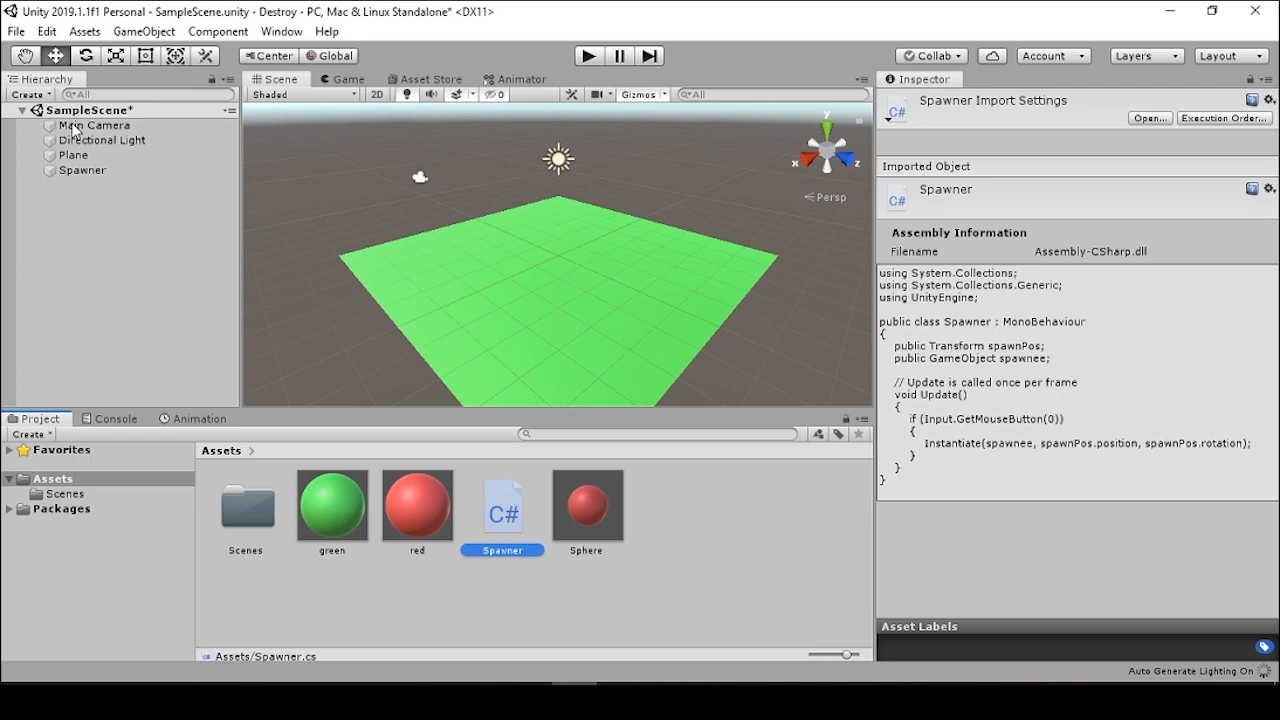 Unity 2019.1.1f1 Personal - SampleScene.unity - Destroy - PC, Mac & Linux Standalone* <DX11>
File Edit Assets GameObject Component Window Help
Center Global Collab Account Layers Layout
Hierarchy
Create All
SampleScene*
Main Camera
Directional Light
Plane
Spawner
Scene Game Asset Store Animator
Shaded 2D 0 Gizmos All
y
x
z
Persp
Inspector
C#
Spawner Import Settings
Open... Execution Order...
Imported Object
C#
Spawner
Assembly Information
Filename Assembly-CSharp.dll
using System.Collections;
using System.Collections.Generic;
using UnityEngine;
public class Spawner : MonoBehaviour
{
public Transform spawnPos;
public GameObject spawnee;
// Update is called once per frame
void Update()
{
if (Input.GetMouseButton(0))
{
Instantiate(spawnee, spawnPos.position, spawnPos.rotation);
}
}
}
Asset Labels
Auto Generate Lighting On
Project Console Animation
Create
Favorites
Assets
Scenes
Packages
Assets >
C#
Scenes green red Spawner Sphere
Assets/Spawner.cs